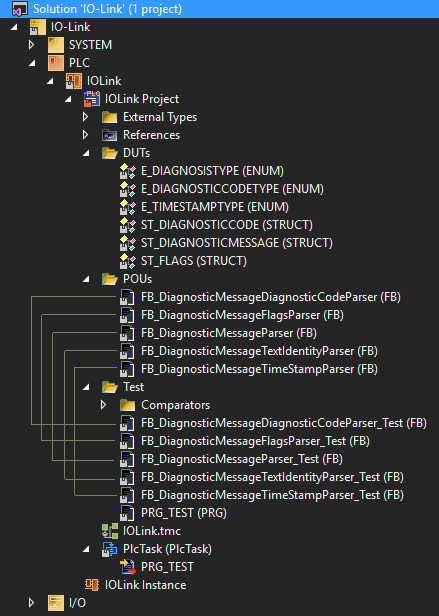 Solution 'IO-Link' (1 project)
IO-Link
SYSTEM
PLC
IOLink
IOLink Project
External Types
References
DUTs
E_DIAGNOSISTYPE (ENUM)
E_DIAGNOSTICCODETYPE (ENUM)
E_TIMESTAMPTYPE (ENUM)
ST_DIAGNOSTICCODE (STRUCT)
ST_DIAGNOSTICMESSAGE (STRUCT)
ST_FLAGS (STRUCT)
POUs
FB_DiagnosticMessageDiagnosticCodeParser (FB)
FB_DiagnosticMessageFlagsParser (FB)
FB_DiagnosticMessageParser (FB)
FB_DiagnosticMessageTextIdentityParser (FB)
FB_DiagnosticMessageTimeStampParser (FB)
Test
Comparators
FB_DiagnosticMessageDiagnosticCodeParser_Test (FB)
FB_DiagnosticMessageFlagsParser_Test (FB)
FB_DiagnosticMessageParser_Test (FB)
FB_DiagnosticMessageTextIdentityParser_Test (FB)
FB_DiagnosticMessageTimeStampParser_Test (FB)
PRG_TEST (PRG)
IOLink.tmc
PlcTask (PlcTask)
PRG_TEST
IOLink Instance
I/O